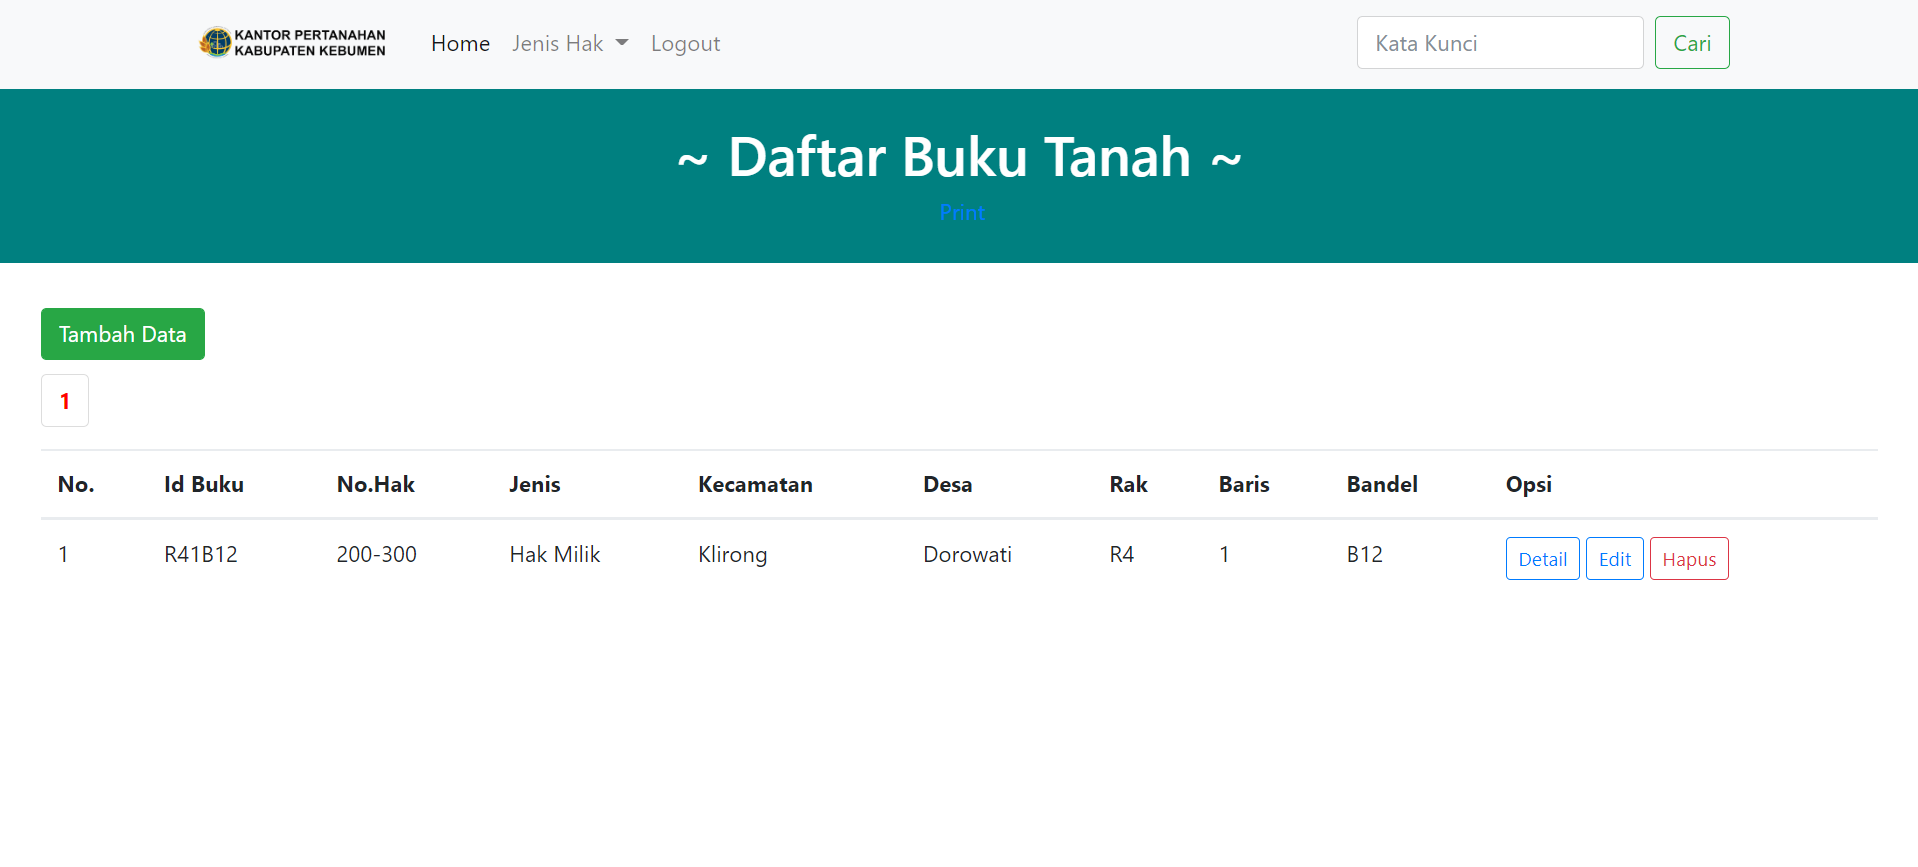 KANTOR PERTANAHAN
KABUPATEN KEBUMEN
Home Jenis Hak Logout Kata Kunci Cari
~ Daftar Buku Tanah ~
Print
Tambah Data
1
No. Id Buku No.Hak Jenis Kecamatan Desa Rak Baris Bandel Opsi
1 R41B12 200-300 Hak Milik Klirong Dorowati R4 1 B12 Detail Edit Hapus